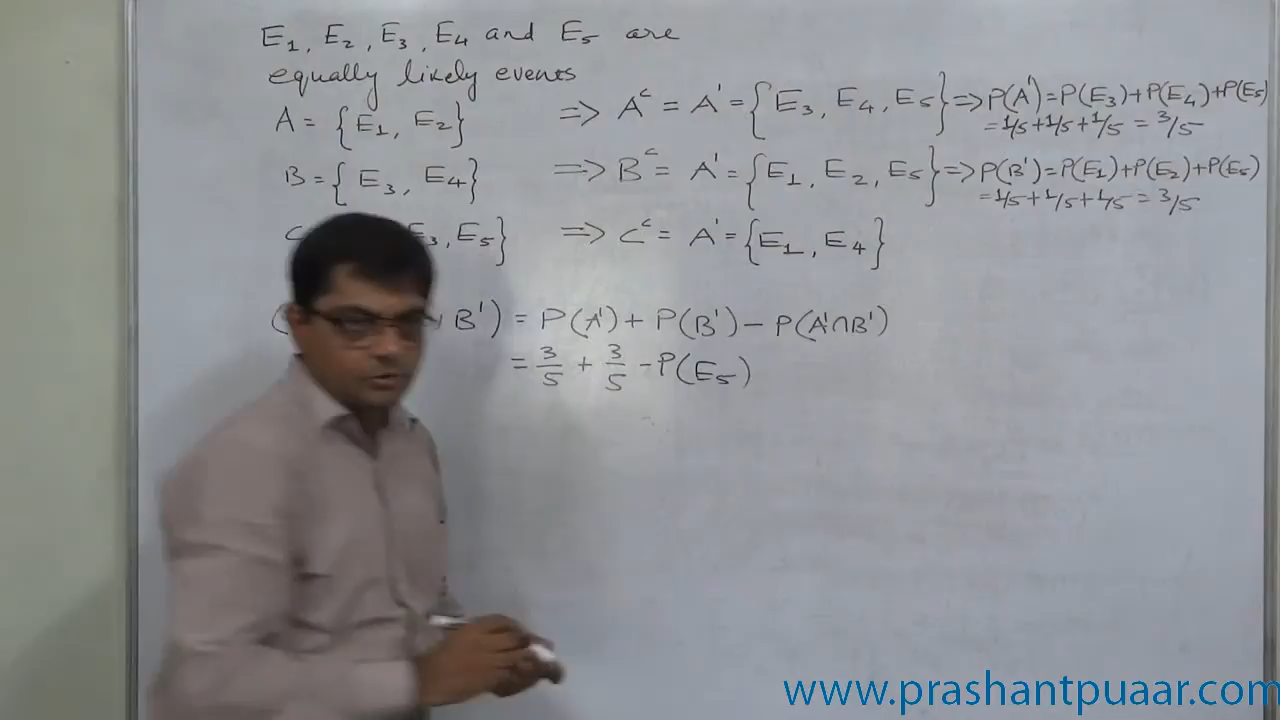 E1, E2, E3, E4 and E5 are
equally likely events
A = {E1, E2} => A^c = A' = {E3, E4, E5} => P(A') = P(E3) + P(E4) + P(E5)
= 1/5 + 1/5 + 1/5 = 3/5
B = {E3, E4} => B^c = A' = {E1, E2, E5} => P(B') = P(E1) + P(E2) + P(E5)
= 1/5 + 1/5 + 1/5 = 3/5
E3, E5} => C^c = A' = {E1, E4}
B') = P(A') + P(B') - P(A'∩B')
= 3/5 + 3/5 - P(E5)
www.prashantpuaar.com